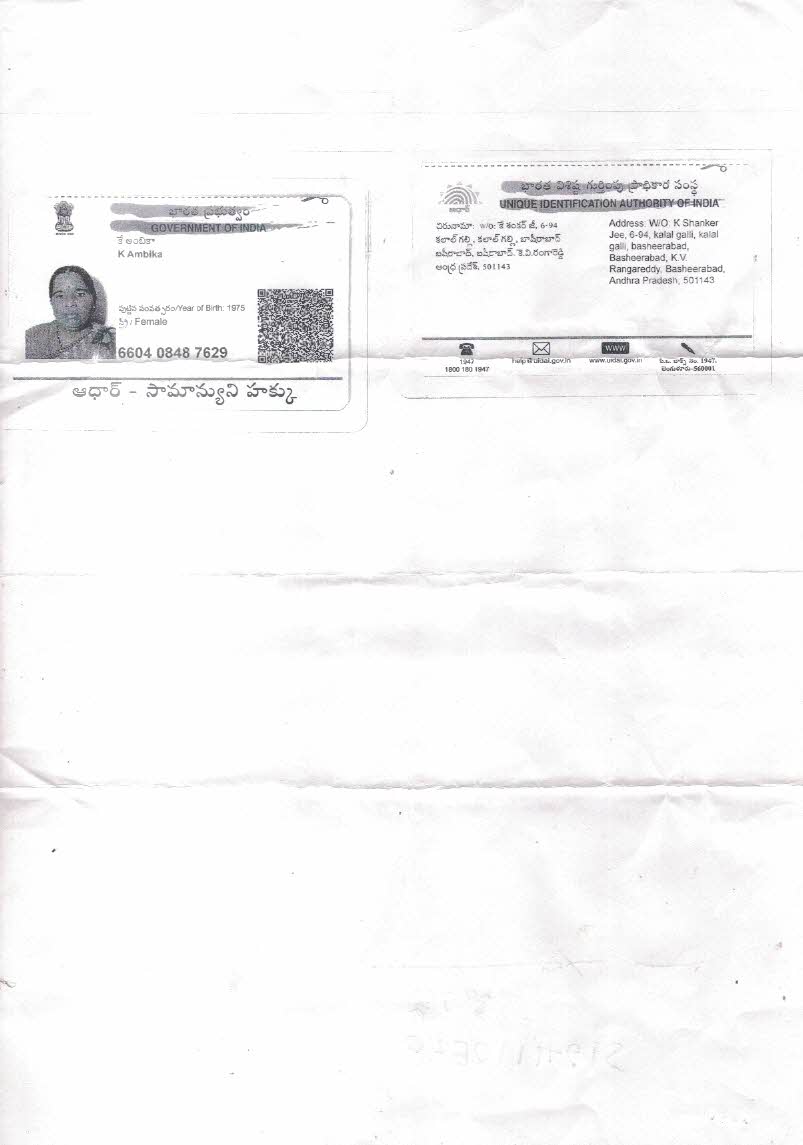 భారత ప్రభుత్వం
GOVERNMENT OF INDIA
కే అంబికా
K Ambika
పుట్టిన సంవత్సరం/Year of Birth: 1975
స్త్రీ / Female
6604 0848 7629
ఆధార్ - సామాన్యుని హక్కు
భారత విశిష్ట గుర్తింపు ప్రాధికార సంస్థ
UNIQUE IDENTIFICATION AUTHORITY OF INDIA
ఆధార్
చిరునామా: W/O: కే శంకర్ జీ, 6-94
కలాల్ గల్లి, కలాల్ గల్లి, బాషీరాబాద్
బషీరాబాద్, బషీరాబాద్. కె.వి.రంగారెడ్డి
ఆంధ్ర ప్రదేశ్, 501143
Address: W/O: K Shanker
Jee, 6-94, kalal galli, kalal
galli, basheerabad,
Basheerabad, K.V.
Rangareddy, Basheerabad,
Andhra Pradesh, 501143
1947
1800 180 1947
help@uidai.gov.in
WWW
www.uidai.gov.in
పి.ఒ. బాక్స్ నం. 1947,
బెంగుళూరు-560001